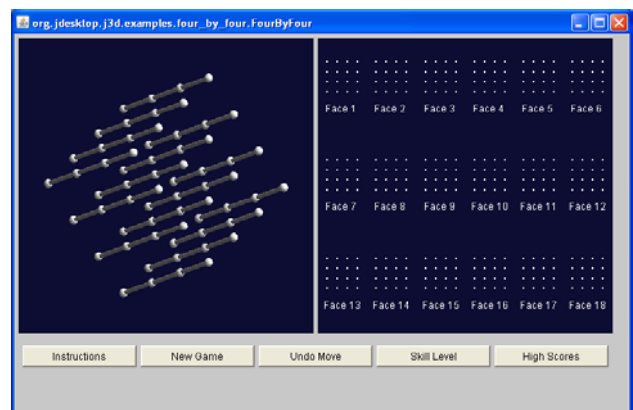 org.jdesktop.j3d.examples.four_by_four.FourByFour
Face 1 Face 2 Face 3 Face 4 Face 5 Face 6
Face 7 Face 8 Face 9 Face 10 Face 11 Face 12
Face 13 Face 14 Face 15 Face 16 Face 17 Face 18
Instructions New Game Undo Move Skill Level High Scores